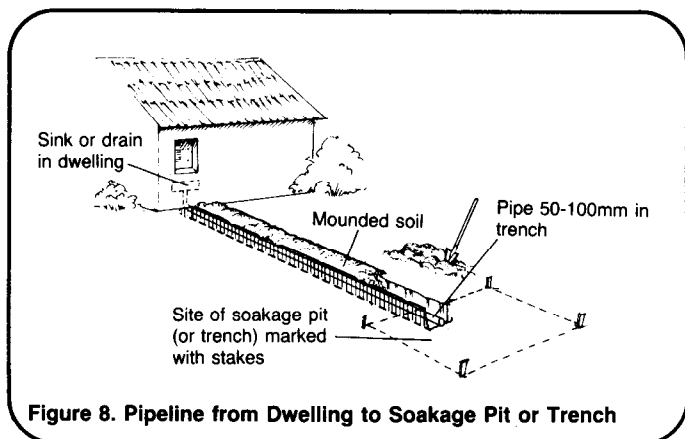 Sink or drain
in dwelling
Mounded soil
Pipe 50-100mm in
trench
Site of soakage pit
(or trench) marked
with stakes
Figure 8. Pipeline from Dwelling to Soakage Pit or Trench